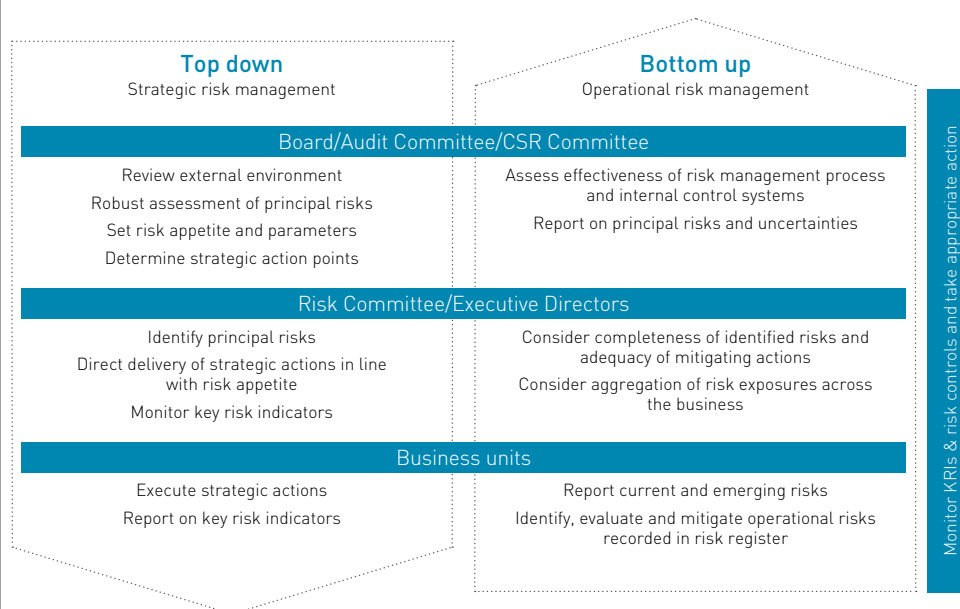 Top down
Strategic risk management
Bottom up
Operational risk management
Board/Audit Committee/CSR Committee
Review external environment
Robust assessment of principal risks
Set risk appetite and parameters
Determine strategic action points
Assess effectiveness of risk management process
and internal control systems
Report on principal risks and uncertainties
Risk Committee/Executive Directors
Identify principal risks
Direct delivery of strategic actions in line
with risk appetite
Monitor key risk indicators
Consider completeness of identified risks and
adequacy of mitigating actions
Consider aggregation of risk exposures across
the business
Business units
Execute strategic actions
Report on key risk indicators
Report current and emerging risks
Identify, evaluate and mitigate operational risks
recorded in risk register
Monitor KRIs & risk controls and take appropriate action